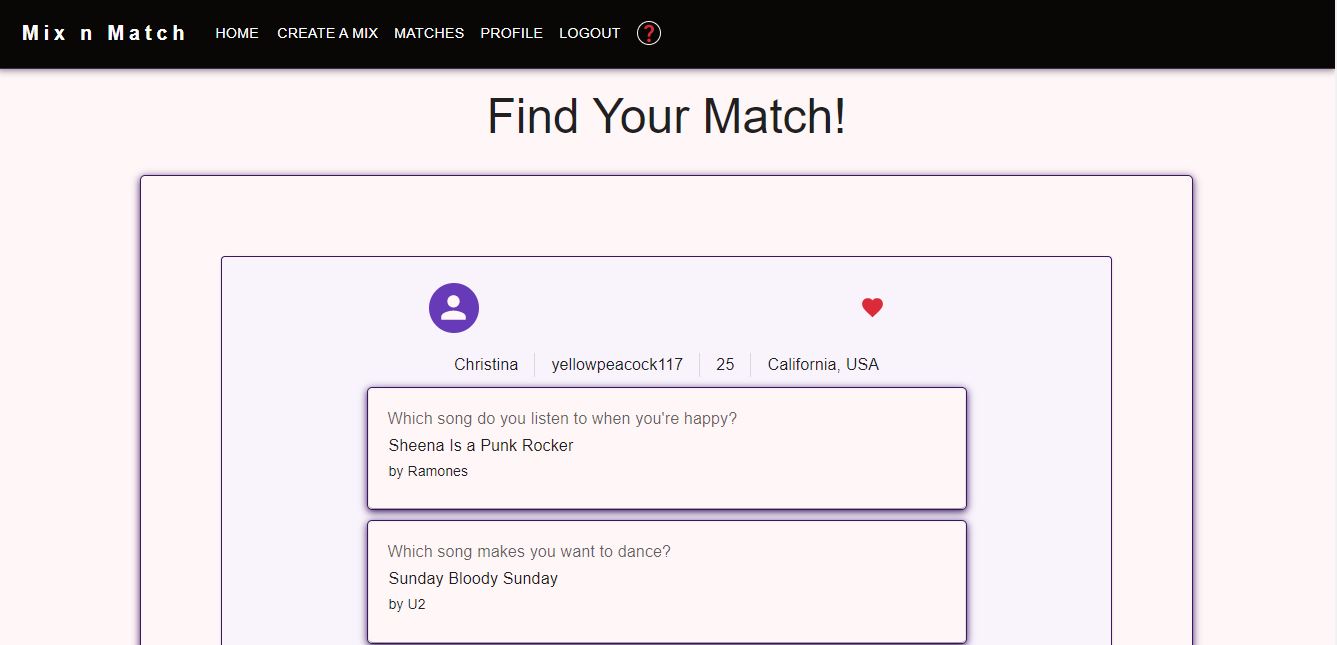 Mix n Match HOME CREATE A MIX MATCHES PROFILE LOGOUT ❓
Find Your Match!
Christina yellowpeacock117 25 California, USA
Which song do you listen to when you're happy?
Sheena Is a Punk Rocker
by Ramones
Which song makes you want to dance?
Sunday Bloody Sunday
by U2